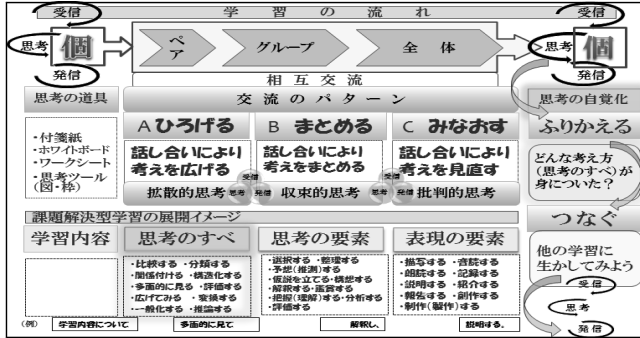 学習の流れ
受信
思考
個
発信
ペア
グループ
全体
受信
思考
個
発信
相互交流
思考の道具
交流のパターン
思考の自覚化
・付箋紙
・ホワイトボード
・ワークシート
・思考ツール
(図・枠)
A ひろげる
B まとめる
C みなおす
話し合いにより
考えを広げる
話し合いにより
考えをまとめる
話し合いにより
考えを見直す
拡散的思考
受信
思考
発信
収束的思考
受信
思考
発信
批判的思考
ふりかえる
どんな考え方
(思考のすべ)が
身についた?
つなぐ
他の学習に
生かしてみよう
受信
思考
発信
課題解決型学習の展開イメージ
学習内容
思考のすべ
思考の要素
表現の要素
・比較する・分類する
・関係付ける・構造化する
・多面的に見る・評価する
・広げてみる・変換する
・一般化する・推論する
・選択する・整理する
・予想(推測)する
・仮説を立てる・構想する
・解釈する・鑑賞する
・把握(理解)する・分析する
・評価する
・描写する・音読する
・朗読する・記録する
・説明する・紹介する
・報告する・創作する
・制作(製作)する
(例)
学習内容について
多面的に見て
解釈し、
説明する。